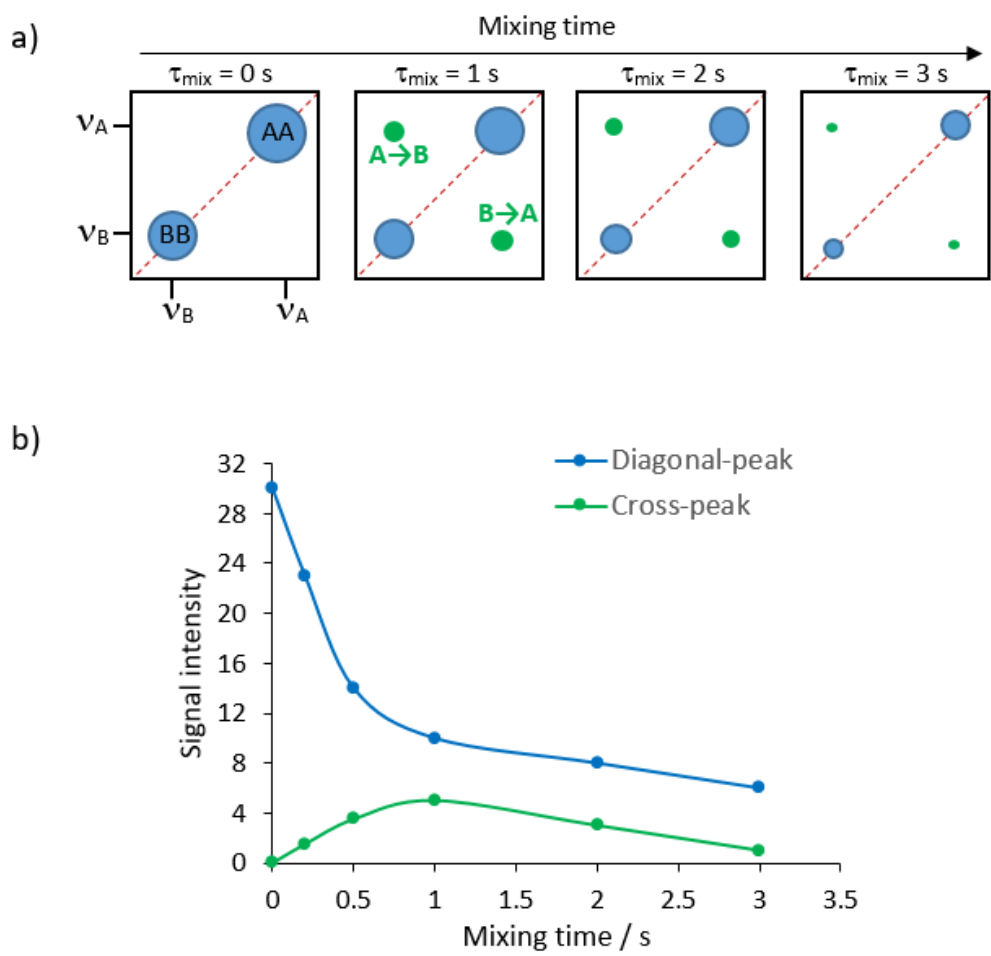 a)
Mixing time
τmix = 0 s
τmix = 1 s
τmix = 2 s
τmix = 3 s
νA
AA
A→B
B→A
νB
BB
νB
νA
b)
Diagonal-peak
Cross-peak
Signal intensity
32
28
24
20
16
12
8
4
0
0 0.5 1 1.5 2 2.5 3 3.5
Mixing time / s